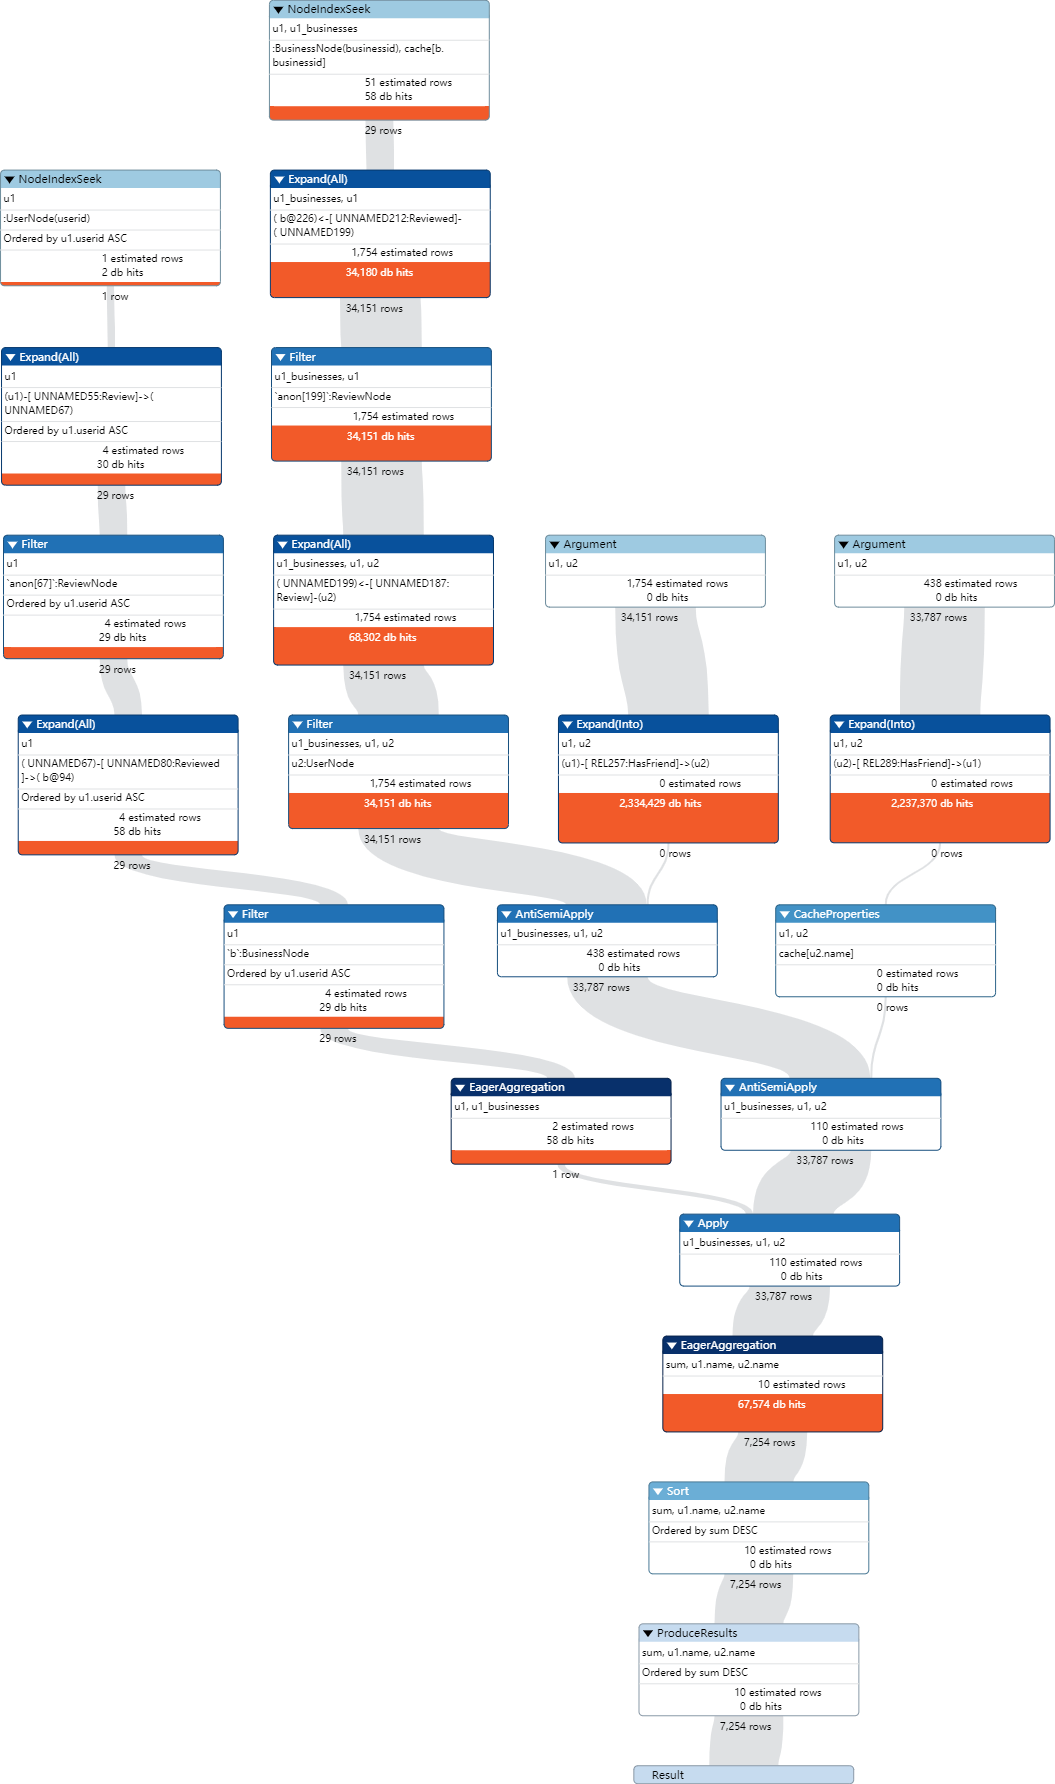 NodeIndexSeek
u1, u1_businesses
:BusinessNode(businessid), cache[b.
businessid]
51 estimated rows
58 db hits
29 rows
NodeIndexSeek
u1
:UserNode(userid)
Ordered by u1.userid ASC
1 estimated rows
2 db hits
1 row
Expand(All)
u1_businesses, u1
( b@226)<-[ UNNAMED212:Reviewed]-
( UNNAMED199)
1,754 estimated rows
34,180 db hits
34,151 rows
Expand(All)
u1
(u1)-[ UNNAMED55:Review]->(
UNNAMED67)
Ordered by u1.userid ASC
4 estimated rows
30 db hits
29 rows
Filter
u1_businesses, u1
`anon[199]`:ReviewNode
1,754 estimated rows
34,151 db hits
34,151 rows
Filter
u1
`anon[67]`:ReviewNode
Ordered by u1.userid ASC
4 estimated rows
29 db hits
29 rows
Expand(All)
u1_businesses, u1, u2
( UNNAMED199)<-[ UNNAMED187:
Review]-(u2)
1,754 estimated rows
68,302 db hits
34,151 rows
Argument
u1, u2
1,754 estimated rows
0 db hits
34,151 rows
Argument
u1, u2
438 estimated rows
0 db hits
33,787 rows
Expand(All)
u1
( UNNAMED67)-[ UNNAMED80:Reviewed
]->( b@94)
Ordered by u1.userid ASC
4 estimated rows
58 db hits
29 rows
Filter
u1_businesses, u1, u2
u2:UserNode
1,754 estimated rows
34,151 db hits
34,151 rows
Expand(Into)
u1, u2
(u1)-[ REL257:HasFriend]->(u2)
0 estimated rows
2,334,429 db hits
0 rows
Expand(Into)
u1, u2
(u2)-[ REL289:HasFriend]->(u1)
0 estimated rows
2,237,370 db hits
0 rows
Filter
u1
`b`:BusinessNode
Ordered by u1.userid ASC
4 estimated rows
29 db hits
29 rows
AntiSemiApply
u1_businesses, u1, u2
438 estimated rows
0 db hits
33,787 rows
CacheProperties
u1, u2
cache[u2.name]
0 estimated rows
0 db hits
0 rows
EagerAggregation
u1, u1_businesses
2 estimated rows
58 db hits
1 row
AntiSemiApply
u1_businesses, u1, u2
110 estimated rows
0 db hits
33,787 rows
Apply
u1_businesses, u1, u2
110 estimated rows
0 db hits
33,787 rows
EagerAggregation
sum, u1.name, u2.name
10 estimated rows
67,574 db hits
7,254 rows
Sort
sum, u1.name, u2.name
Ordered by sum DESC
10 estimated rows
0 db hits
7,254 rows
ProduceResults
sum, u1.name, u2.name
Ordered by sum DESC
10 estimated rows
0 db hits
7,254 rows
Result